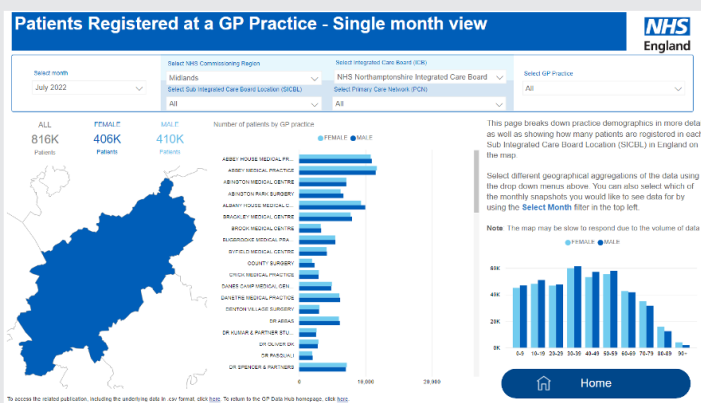 Patients Registered at a GP Practice - Single month view
NHS
England
Select month
July 2022
Select NHS Commissioning Region
Midlands
Select Integrated Care Board (ICB)
NHS Northamptonshire Integrated Care Board
Select Sub Integrated Care Board Location (SICBL)
All
Select Primary Care Network (PCN)
All
Select GP Practice
All
ALL
816K
Patients
FEMALE
406K
Patients
MALE
410K
Patients
Number of patients by GP practice
FEMALE MALE
ABBEY HOUSE MEDICAL PR...
ABBEY MEDICAL PRACTICE
ABINGTON MEDICAL CENTRE
ABINGTON PARK SURGERY
ALBANY HOUSE MEDICAL C...
BRACKLEY MEDICAL CENTRE
BROOK MEDICAL CENTRE
BUGBROOKE MEDICAL PRA...
BYFIELD MEDICAL CENTRE
COUNTY SURGERY
CRICK MEDICAL PRACTICE
DANES CAMP MEDICAL CEN...
DANETRE MEDICAL PRACTICE
DENTON VILLAGE SURGERY
DR ABBAS
DR KUMAR & PARTNER STU...
DR OLIVER DK
DR PASQUALI
DR SPENCER & PARTNERS
0 10,000 20,000
This page breaks down practice demographics in more deta
as well as showing how many patients are registered in each
Sub Integrated Care Board Location (SICBL) in England on
the map
Select different geographical aggregations of the data using
the drop down menus above. You can also select which of
the monthly snapshots you would like to see data for by
using the Select Month filter in the top left.
Note The map may be slow to respond due to the volume of data
FEMALE MALE
60K
40K
20K
0K
0-9 10-19 20-29 30-39 40-49 50-59 60-69 70-79 80-89 90+
Home
To access the related publication, including the underlying data in .csv format, click here. To return to the GP Data Hub homepage, click here.